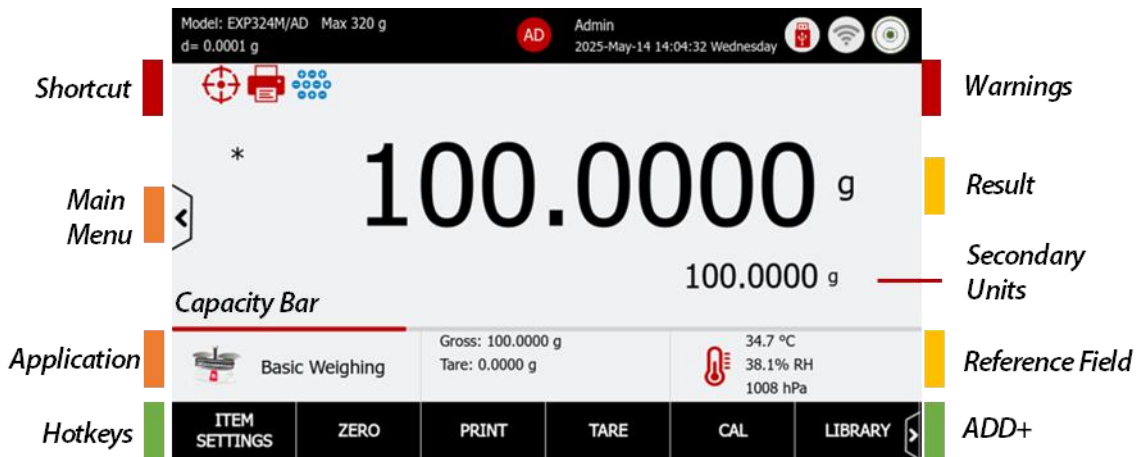 Model: EXP324M/AD Max 320 g
d= 0.0001 g
AD
Admin
2025-May-14 14:04:32 Wednesday
Shortcut
Warnings
*
100.0000 g
Result
Main
Menu
100.0000 g
Secondary
Units
Capacity Bar
Application
Basic Weighing
Gross: 100.0000 g
Tare: 0.0000 g
34.7 °C
38.1% RH
1008 hPa
Reference Field
Hotkeys
ITEM
SETTINGS
ZERO
PRINT
TARE
CAL
LIBRARY
ADD+